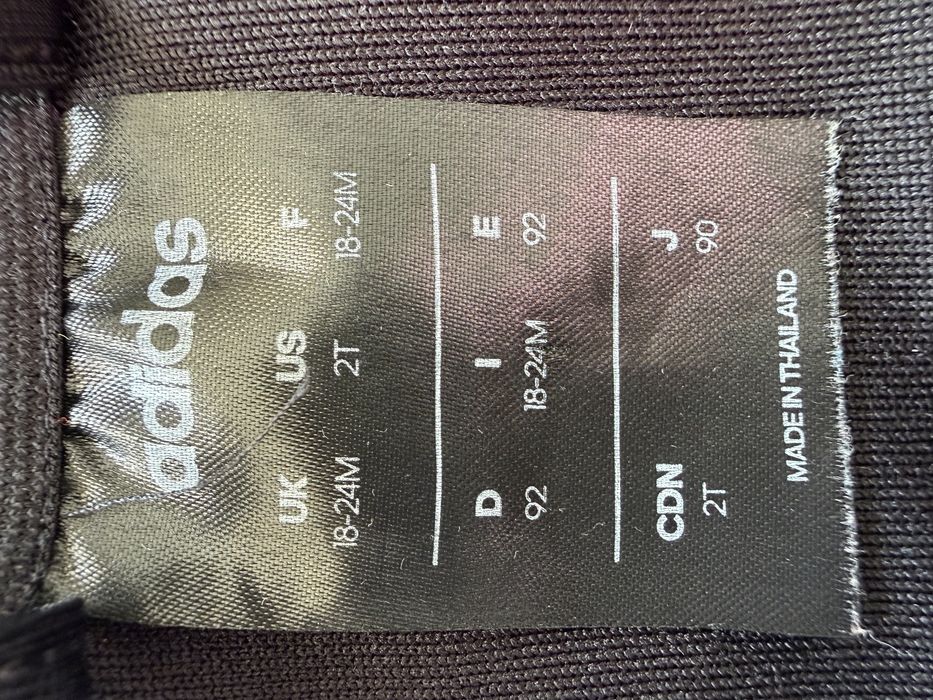 adidas
UK US F
18-24M 2T 18-24M
D I E
92 18-24M 92
CDN J
2T 90
MADE IN THAILAND